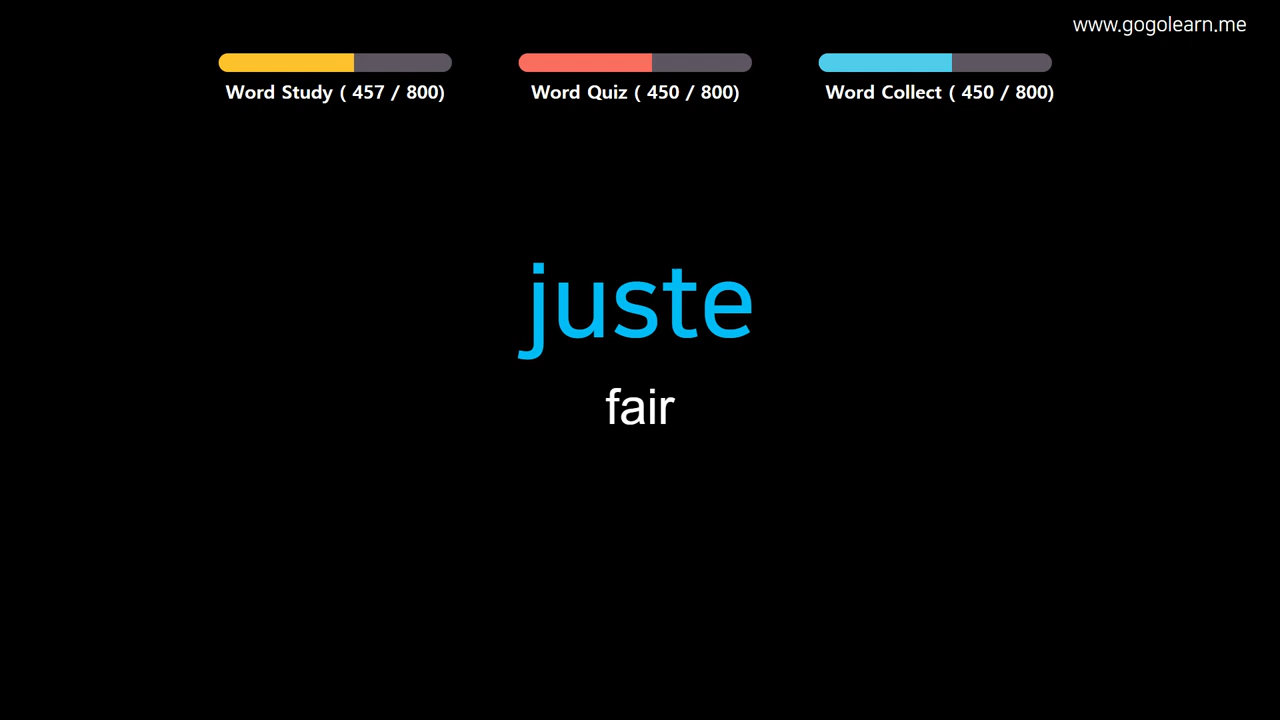 www.gogolearn.me
Word Study ( 457 / 800)
Word Quiz ( 450 / 800)
Word Collect ( 450 / 800)
juste
fair